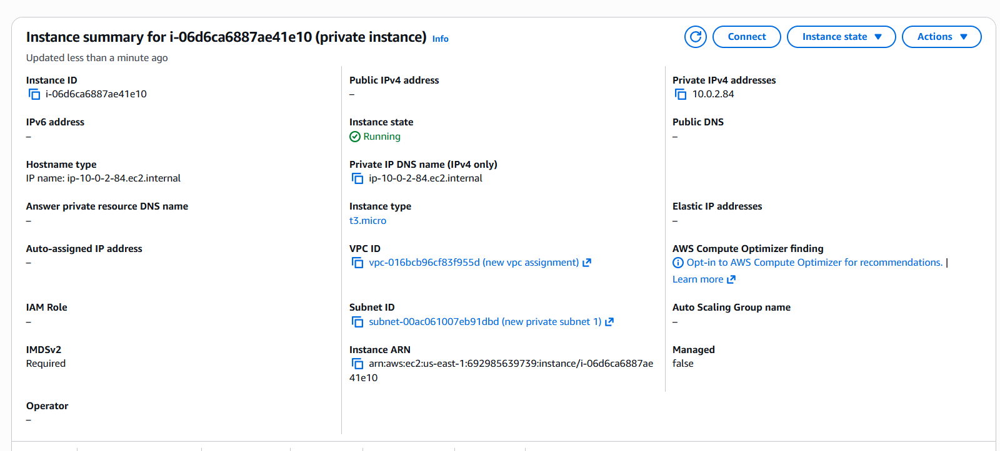 Instance summary for i-06d6ca6887ae41e10 (private instance) Info
Connect
Instance state
Actions
Updated less than a minute ago
Instance ID
i-06d6ca6887ae41e10
Public IPv4 address
–
Private IPv4 addresses
10.0.2.84
IPv6 address
–
Instance state
Running
Public DNS
–
Hostname type
IP name: ip-10-0-2-84.ec2.internal
Private IP DNS name (IPv4 only)
ip-10-0-2-84.ec2.internal
Answer private resource DNS name
–
Instance type
t3.micro
Elastic IP addresses
–
Auto-assigned IP address
–
VPC ID
vpc-016bcb96cf83f955d (new vpc assignment)
AWS Compute Optimizer finding
Opt-in to AWS Compute Optimizer for recommendations. |
Learn more
IAM Role
–
Subnet ID
subnet-00ac061007eb91dbd (new private subnet 1)
Auto Scaling Group name
–
IMDSv2
Required
Instance ARN
arn:aws:ec2:us-east-1:692985639739:instance/i-06d6ca6887ae
41e10
Managed
false
Operator
–